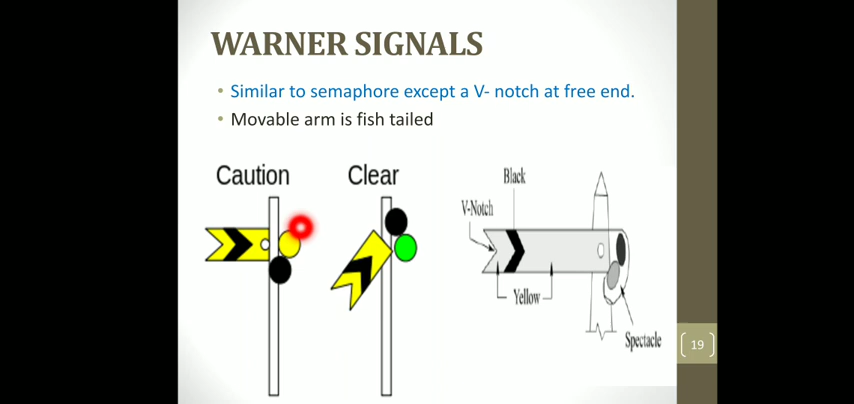 WARNER SIGNALS
• Similar to semaphore except a V- notch at free end.
• Movable arm is fish tailed
Caution
Clear
Black
V-Notch
Yellow
Spectacle
19